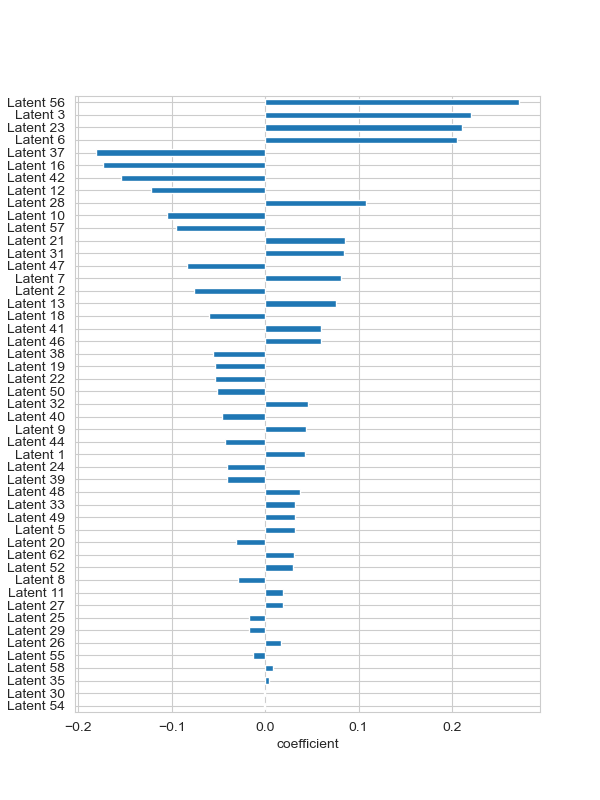 Latent 56
Latent 3
Latent 23
Latent 6
Latent 37
Latent 16
Latent 42
Latent 12
Latent 28
Latent 10
Latent 57
Latent 21
Latent 31
Latent 47
Latent 7
Latent 2
Latent 13
Latent 18
Latent 41
Latent 46
Latent 38
Latent 19
Latent 22
Latent 50
Latent 32
Latent 40
Latent 9
Latent 44
Latent 1
Latent 24
Latent 39
Latent 48
Latent 33
Latent 49
Latent 5
Latent 20
Latent 62
Latent 52
Latent 8
Latent 11
Latent 27
Latent 25
Latent 29
Latent 26
Latent 55
Latent 58
Latent 35
Latent 30
Latent 54
−0.2 −0.1 0.0 0.1 0.2
coefficient